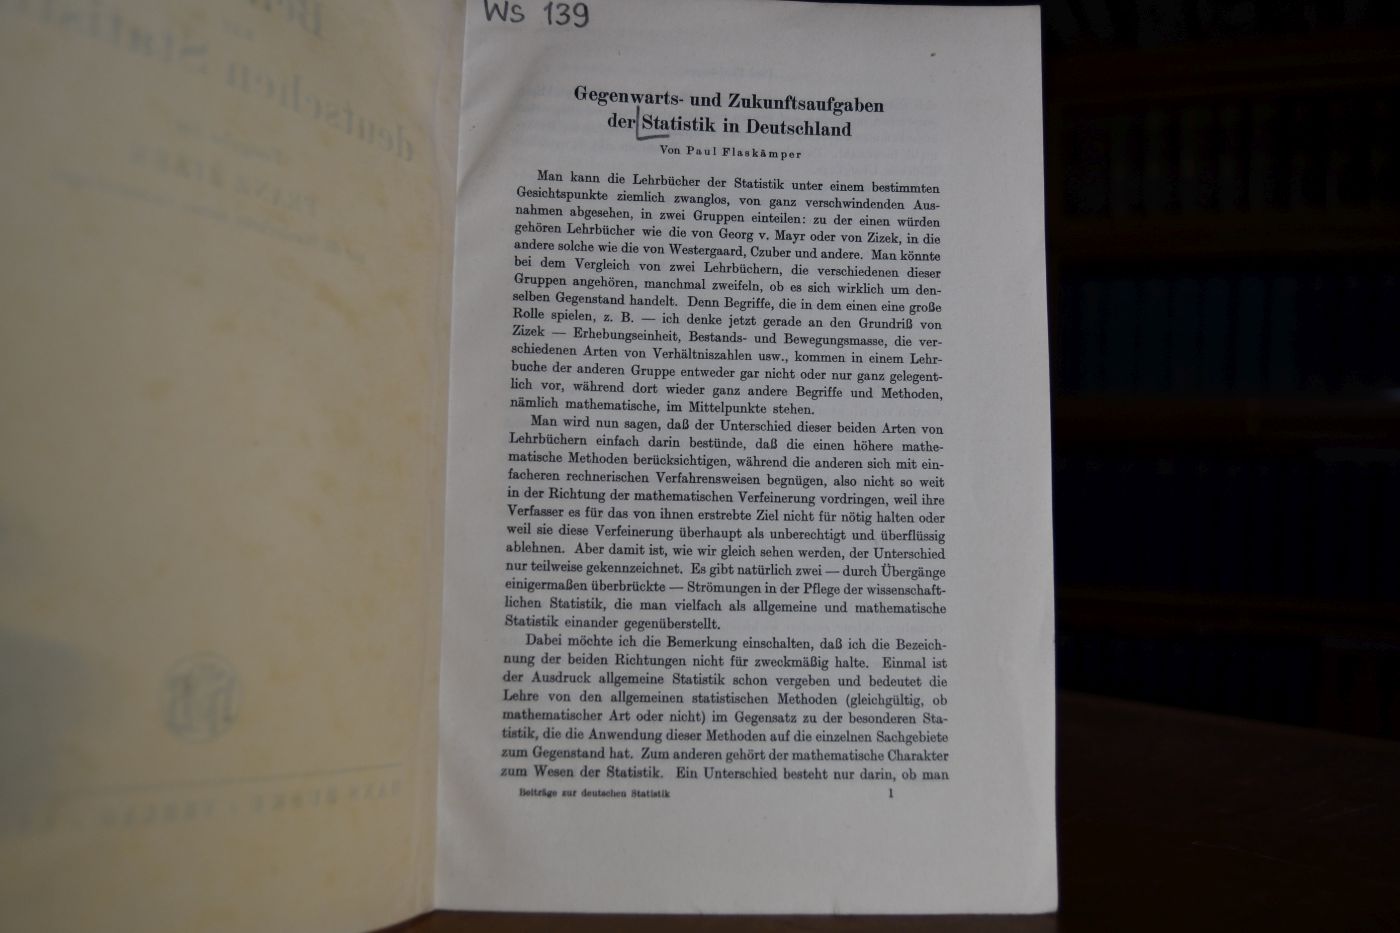 Ws 139
Gegenwarts- und Zukunftsaufgaben
der Statistik in Deutschland
Von Paul Flaskämper
Man kann die Lehrbücher der Statistik unter einem bestimmten
Gesichtspunkte ziemlich zwanglos, von ganz verschwindenden Aus-
nahmen abgesehen, in zwei Gruppen einteilen: zu der einen würden
gehören Lehrbücher wie die von Georg v. Mayr oder von Zizek, in die
andere solche wie die von Westergaard, Czuber und andere. Man könnte
bei dem Vergleich von zwei Lehrbüchern, die verschiedenen dieser
Gruppen angehören, manchmal zweifeln, ob es sich wirklich um den-
selben Gegenstand handelt. Denn Begriffe, die in dem einen eine große
Rolle spielen, z. B. — ich denke jetzt gerade an den Grundriß von
Zizek — Erhebungseinheit, Bestands- und Bewegungsmasse, die ver-
schiedenen Arten von Verhältniszahlen usw., kommen in einem Lehr-
buche der anderen Gruppe entweder gar nicht oder nur ganz gelegent-
lich vor, während dort wieder ganz andere Begriffe und Methoden,
nämlich mathematische, im Mittelpunkte stehen.
Man wird nun sagen, daß der Unterschied dieser beiden Arten von
Lehrbüchern einfach darin bestünde, daß die einen höhere mathe-
matische Methoden berücksichtigen, während die anderen sich mit ein-
facheren rechnerischen Verfahrensweisen begnügen, also nicht so weit
in der Richtung der mathematischen Verfeinerung vordringen, weil ihre
Verfasser es für das von ihnen erstrebte Ziel nicht für nötig halten oder
weil sie diese Verfeinerung überhaupt als unberechtigt und überflüssig
ablehnen. Aber damit ist, wie wir gleich sehen werden, der Unterschied
nur teilweise gekennzeichnet. Es gibt natürlich zwei — durch Übergänge
einigermaßen überbrückte — Strömungen in der Pflege der wissenschaft-
lichen Statistik, die man vielfach als allgemeine und mathematische
Statistik einander gegenüberstellt.
Dabei möchte ich die Bemerkung einschalten, daß ich die Bezeich-
nung der beiden Richtungen nicht für zweckmäßig halte. Einmal ist
der Ausdruck allgemeine Statistik schon vergeben und bedeutet die
Lehre von den allgemeinen statistischen Methoden (gleichgültig, ob
mathematischer Art oder nicht) im Gegensatz zu der besonderen Sta-
tistik, die die Anwendung dieser Methoden auf die einzelnen Sachgebiete
zum Gegenstand hat. Zum anderen gehört der mathematische Charakter
zum Wesen der Statistik. Ein Unterschied besteht nur darin, ob man
Beiträge zur deutschen Statistik 1